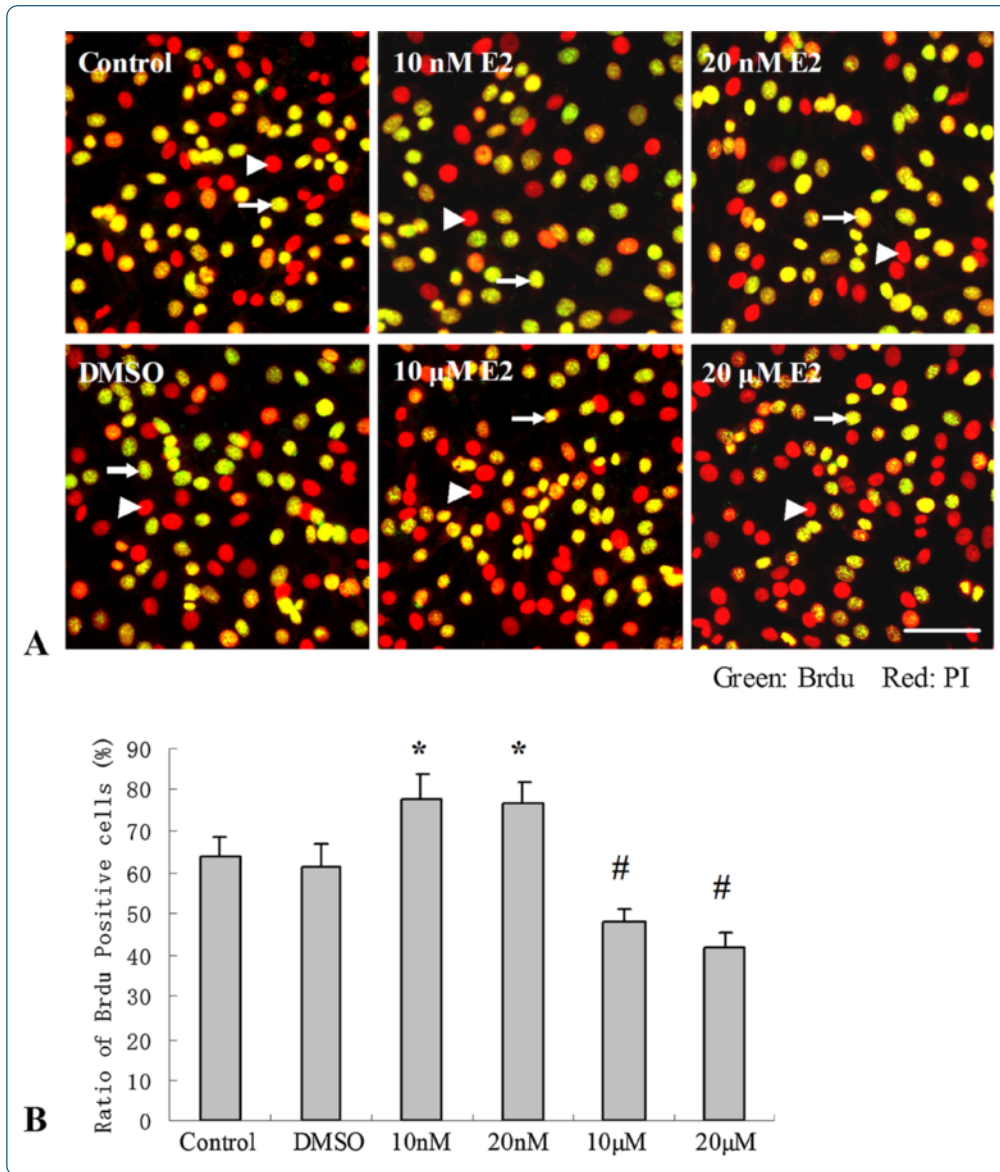 Control
10 nM E2
20 nM E2
DMSO
10 μM E2
20 μM E2
A
Green: Brdu Red: PI
Ratio of Brdu Positive cells (%)
90
80
70
60
50
40
30
20
10
0
*
*
#
#
B
Control
DMSO
10nM
20nM
10μM
20μM